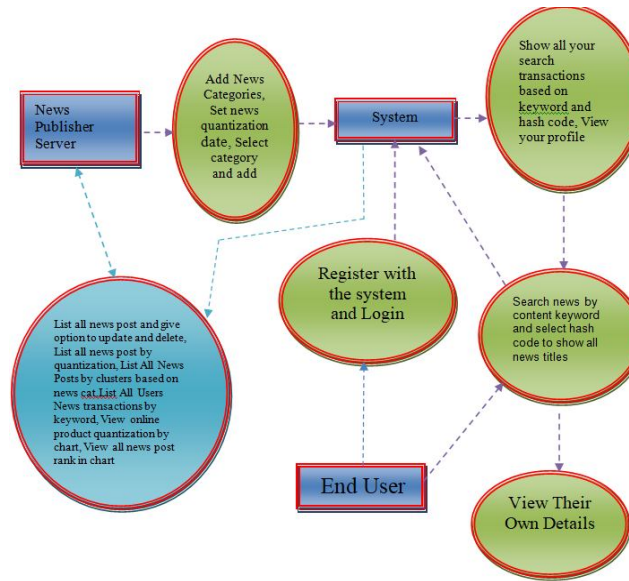 News
Publisher
Server
Add News
Categories,
Set news
quantization
date, Select
category
and add
System
Show all your
search
transactions
based on
keyword and
hash code, View
your profile
Register with
the system
and Login
Search news by
content keyword
and select hash
code to show all
news titles
List all news post and give
option to update and delete,
List all news post by
quantization, List All News
Posts by clusters based on
news cat,List All Users
News transactions by
keyword, View online
product quantization by
chart, View all news post
rank in chart
End User
View Their
Own Details